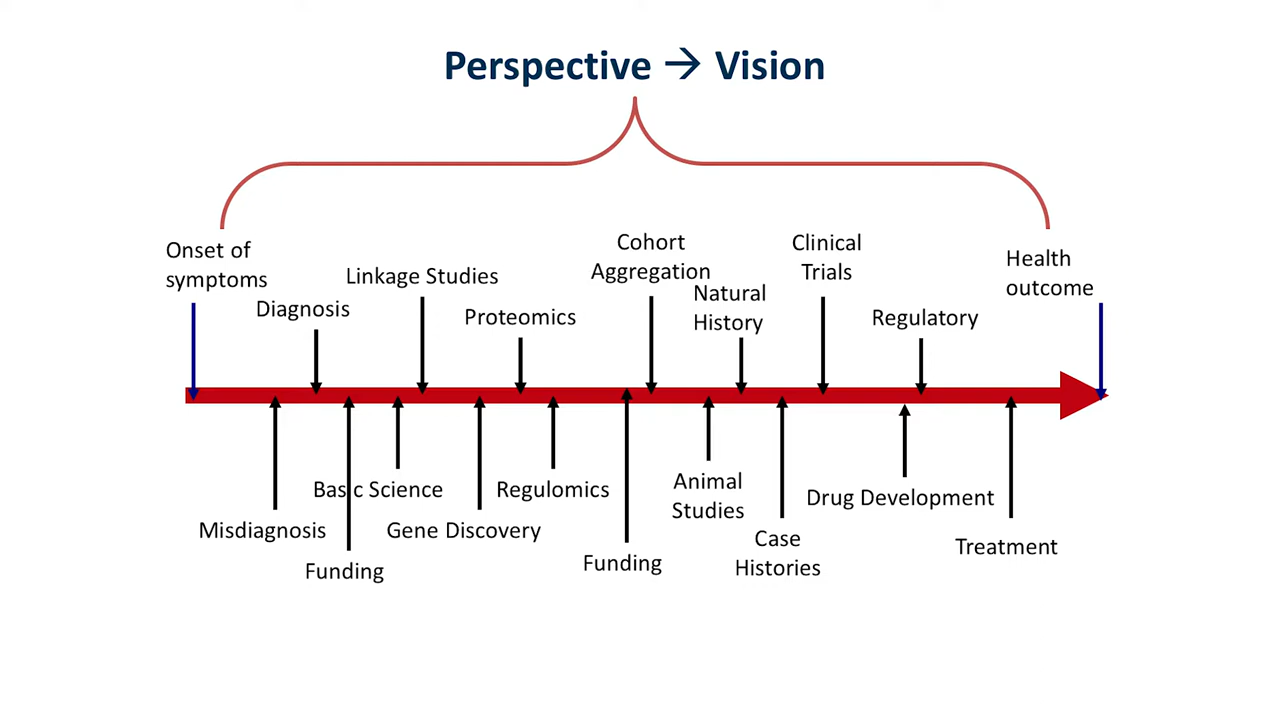 Perspective → Vision
Onset of
symptoms
Diagnosis
Linkage Studies
Proteomics
Cohort
Aggregation
Natural
History
Clinical
Trials
Regulatory
Health
outcome
Misdiagnosis
Funding
Basic Science
Gene Discovery
Regulomics
Funding
Animal
Studies
Case
Histories
Drug Development
Treatment